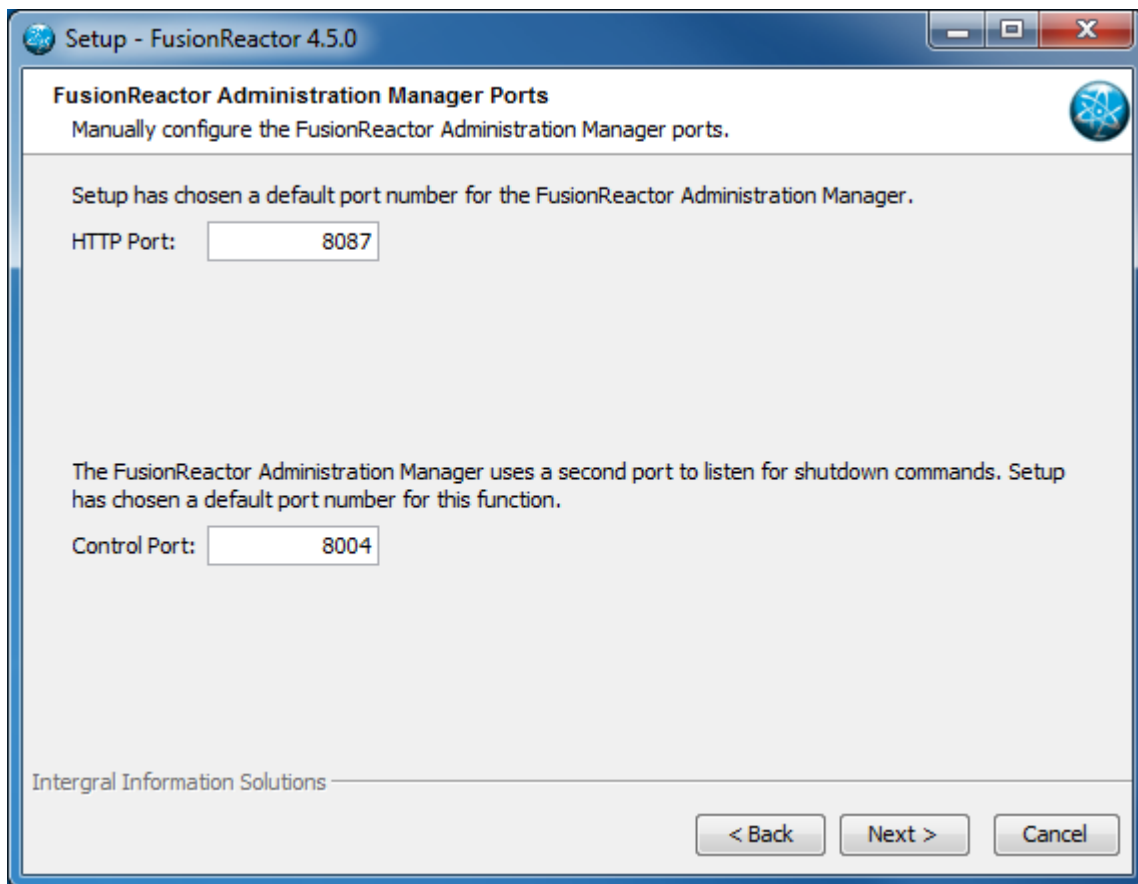 Setup - FusionReactor 4.5.0
FusionReactor Administration Manager Ports
Manually configure the FusionReactor Administration Manager ports.
Setup has chosen a default port number for the FusionReactor Administration Manager.
HTTP Port: 8087
The FusionReactor Administration Manager uses a second port to listen for shutdown commands. Setup
has chosen a default port number for this function.
Control Port: 8004
Intergral Information Solutions
< Back Next > Cancel